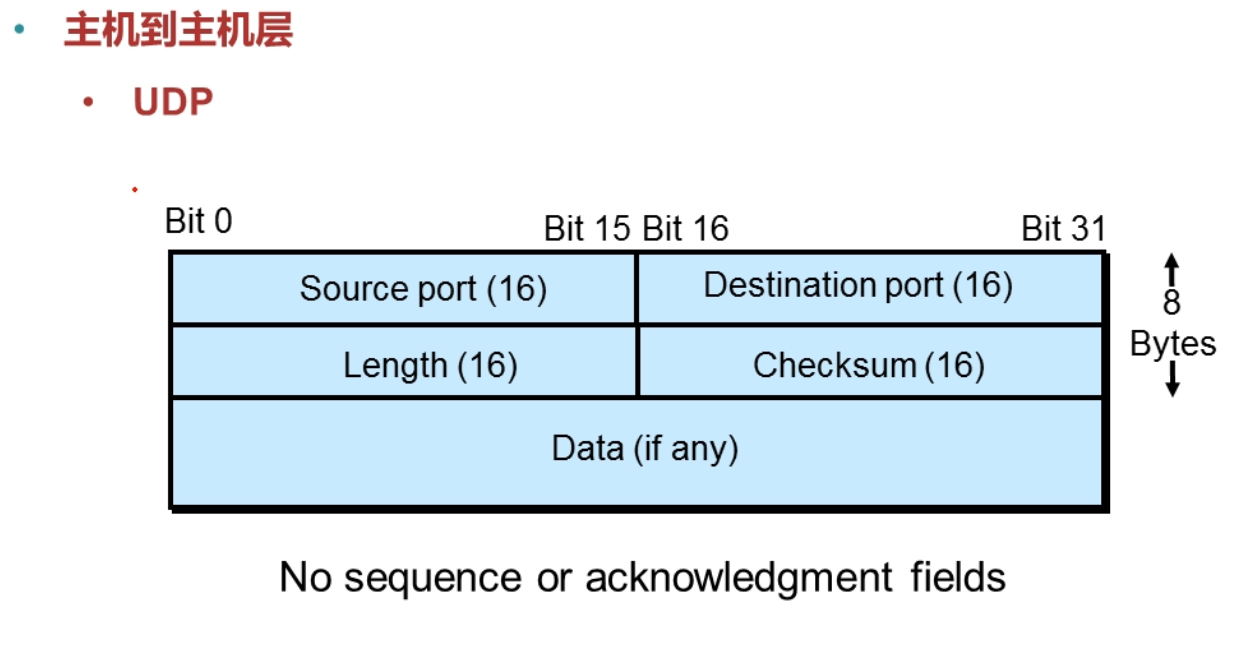 • 主机到主机层
• UDP
Bit 0 Bit 15 Bit 16 Bit 31
Source port (16) Destination port (16)
Length (16) Checksum (16)
Data (if any)
8
Bytes
No sequence or acknowledgment fields